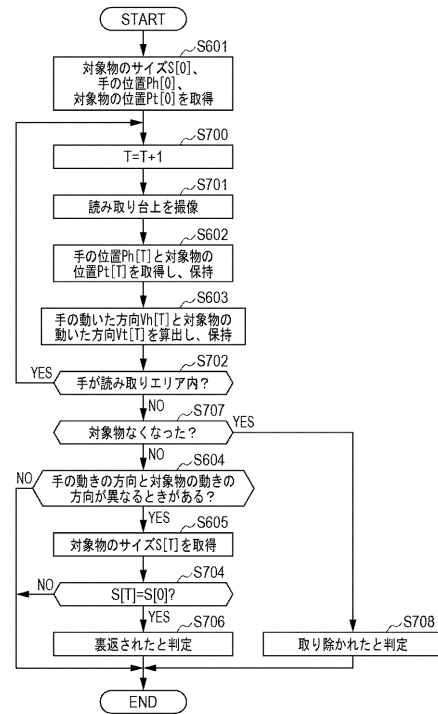 START
S601
対象物のサイズS[0]、
手の位置Ph[0]、
対象物の位置Pt[0]を取得
S700
T=T+1
S701
読み取り台上を撮像
S602
手の位置Ph[T]と対象物の
位置Pt[T]を取得し、保持
S603
手の動いた方向Vh[T]と対象物の
動いた方向Vt[T]を算出し、保持
S702
YES
手が読み取りエリア内?
NO
S707
YES
対象物なくなった?
NO
S604
NO
手の動きの方向と対象物の動きの
方向が異なるときがある?
YES
S605
対象物のサイズS[T]を取得
S704
NO
S[T]=S[0]?
YES
S706
裏返されたと判定
S708
取り除かれたと判定
END